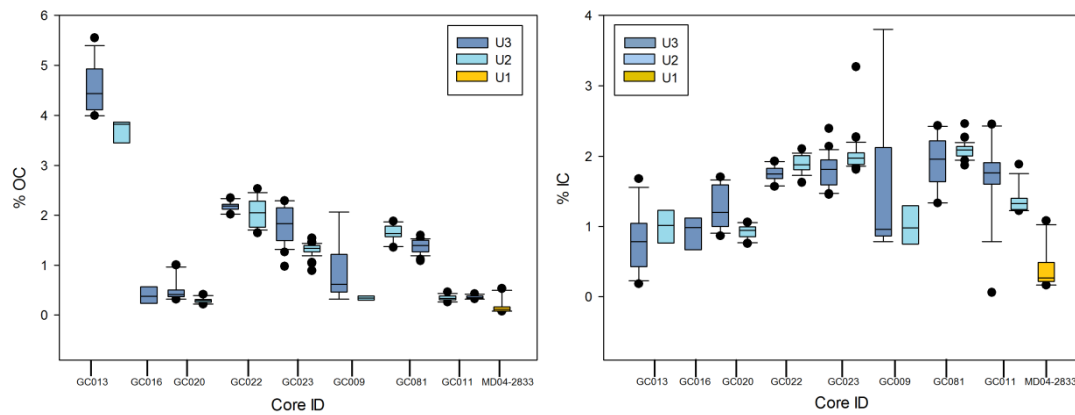 6
5
4
3
2
1
0
% OC
U3
U2
U1
GC013 GC016 GC020 GC022 GC023 GC009 GC081 GC011 MD04-2833
Core ID
4
3
2
1
0
% IC
U3
U2
U1
GC013 GC016 GC020 GC022 GC023 GC009 GC081 GC011 MD04-2833
Core ID